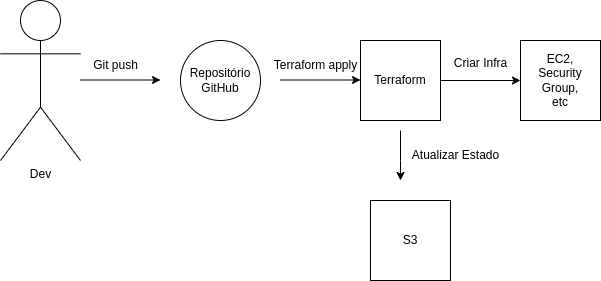 Git push
Repositório
GitHub
Terraform apply
Terraform
Criar Infra
EC2,
Security
Group,
etc
Dev
Atualizar Estado
S3